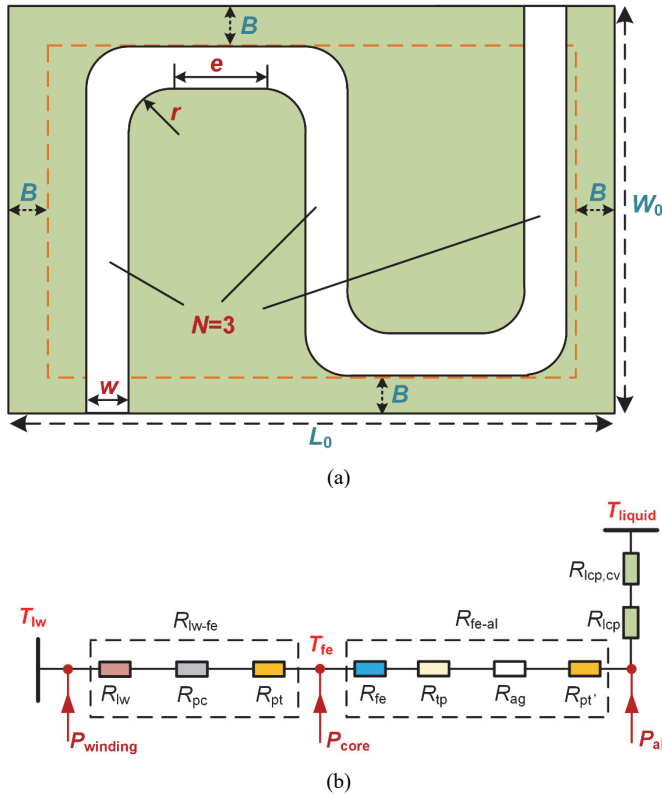 B
e
r
B
B
W0
N=3
w
B
L0
(a)
Tliquid
Rlcp,cv
Tlw
Rlw-fe
Tfe
Rfe-al
Rlcp
Rlw
Rpc
Rpt
Rfe
Rtp
Rag
Rpt'
Pwinding
Pcore
Pal
(b)